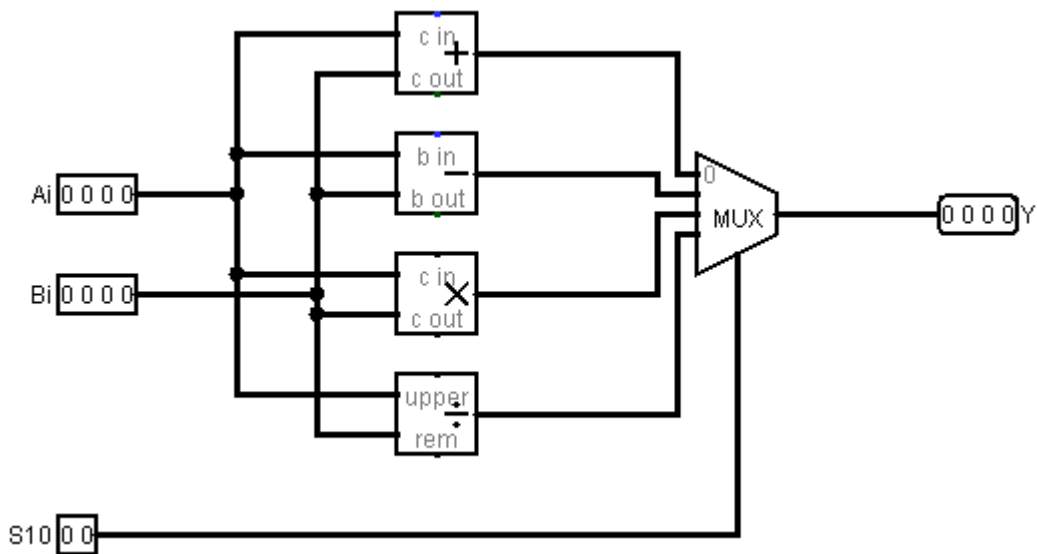 c in
+
c out
b in
−
b out
Ai 0 0 0 0
0
MUX
0 0 0 0 Y
c in
×
Bi 0 0 0 0
c out
upper
÷
rem
S10 0 0